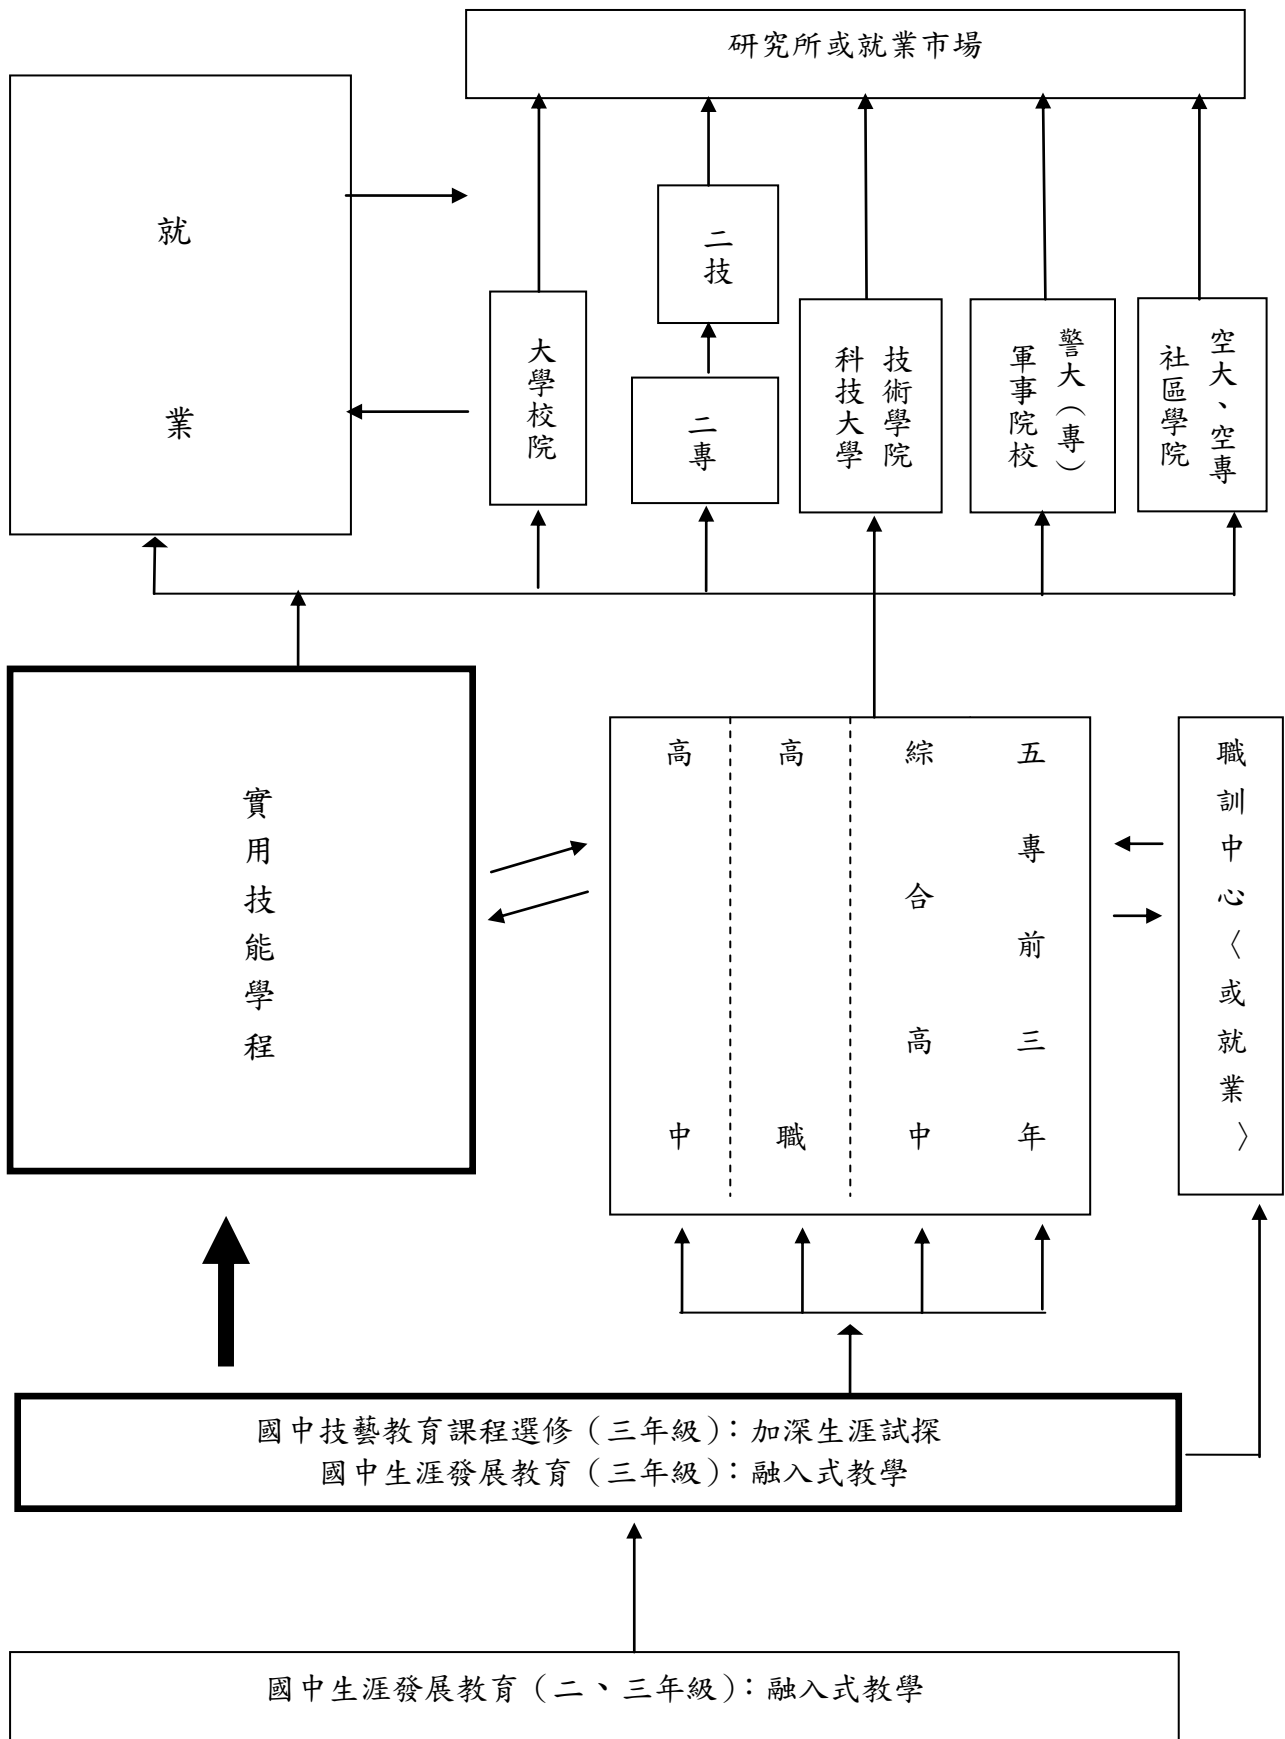 研究所或就業市場
就業
大學校院
二技
二專
技術學院
科技大學
警大（專）
軍事院校
空大、空專
社區學院
實用技能學程
高中
高職
綜合高中
五專前三年
職訓中心〈或就業〉
國中技藝教育課程選修（三年級）：加深生涯試探
國中生涯發展教育（三年級）：融入式教學
國中生涯發展教育（二、三年級）：融入式教學